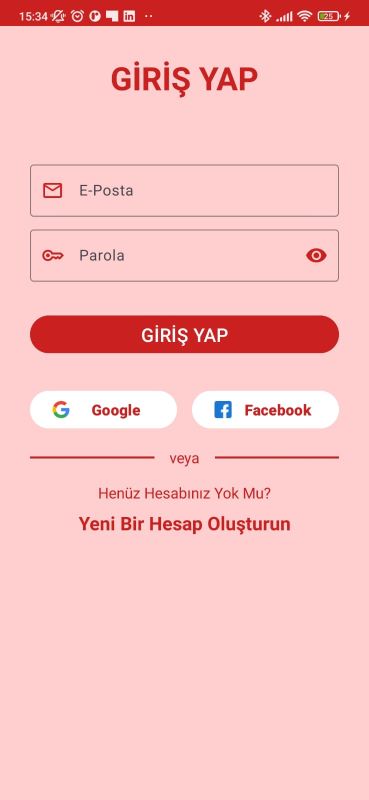 15:34
25
GİRİŞ YAP
E-Posta
Parola
GİRİŞ YAP
Google
Facebook
veya
Henüz Hesabınız Yok Mu?
Yeni Bir Hesap Oluşturun